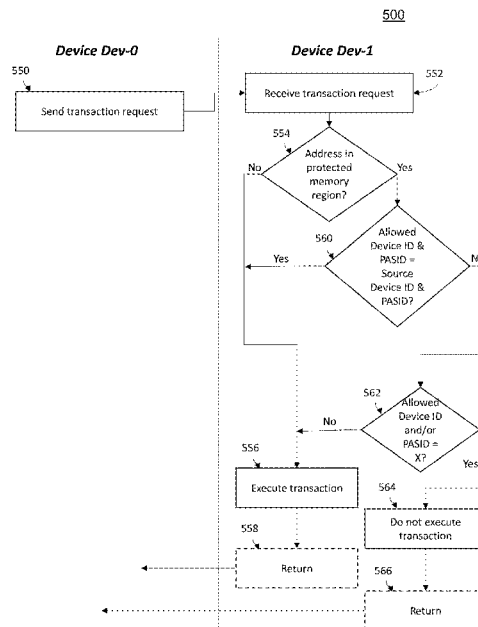 500
Device Dev-0
Device Dev-1
550
Send transaction request
552
Receive transaction request
554
Address in
protected
memory
region?
No
Yes
560
Allowed
Device ID &
PASID =
Source
Device ID &
PASID?
Yes
562
Allowed
Device ID
and/or
PASID =
X?
No
Yes
556
Execute transaction
564
Do not execute
transaction
558
Return
566
Return